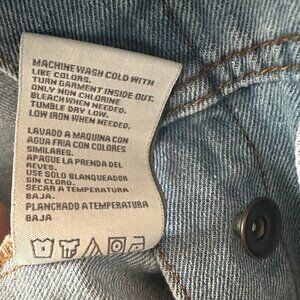 MACHINE WASH COLD WITH
LIKE COLORS.
TURN GARMENT INSIDE OUT.
ONLY NON CHLORINE
BLEACH WHEN NEEDED.
TUMBLE DRY LOW.
LOW IRON WHEN NEEDED.
LAVADO A MAQUINA CON
AGUA FRIA CON COLORES
SIMILARES.
APAGUE LA PRENDA DEL
REVES.
USE SOLO BLANQUEADOR
SIN CLORO.
SECAR A TEMPERATURA
BAJA.
PLANCHADO A TEMPERATURA
BAJA